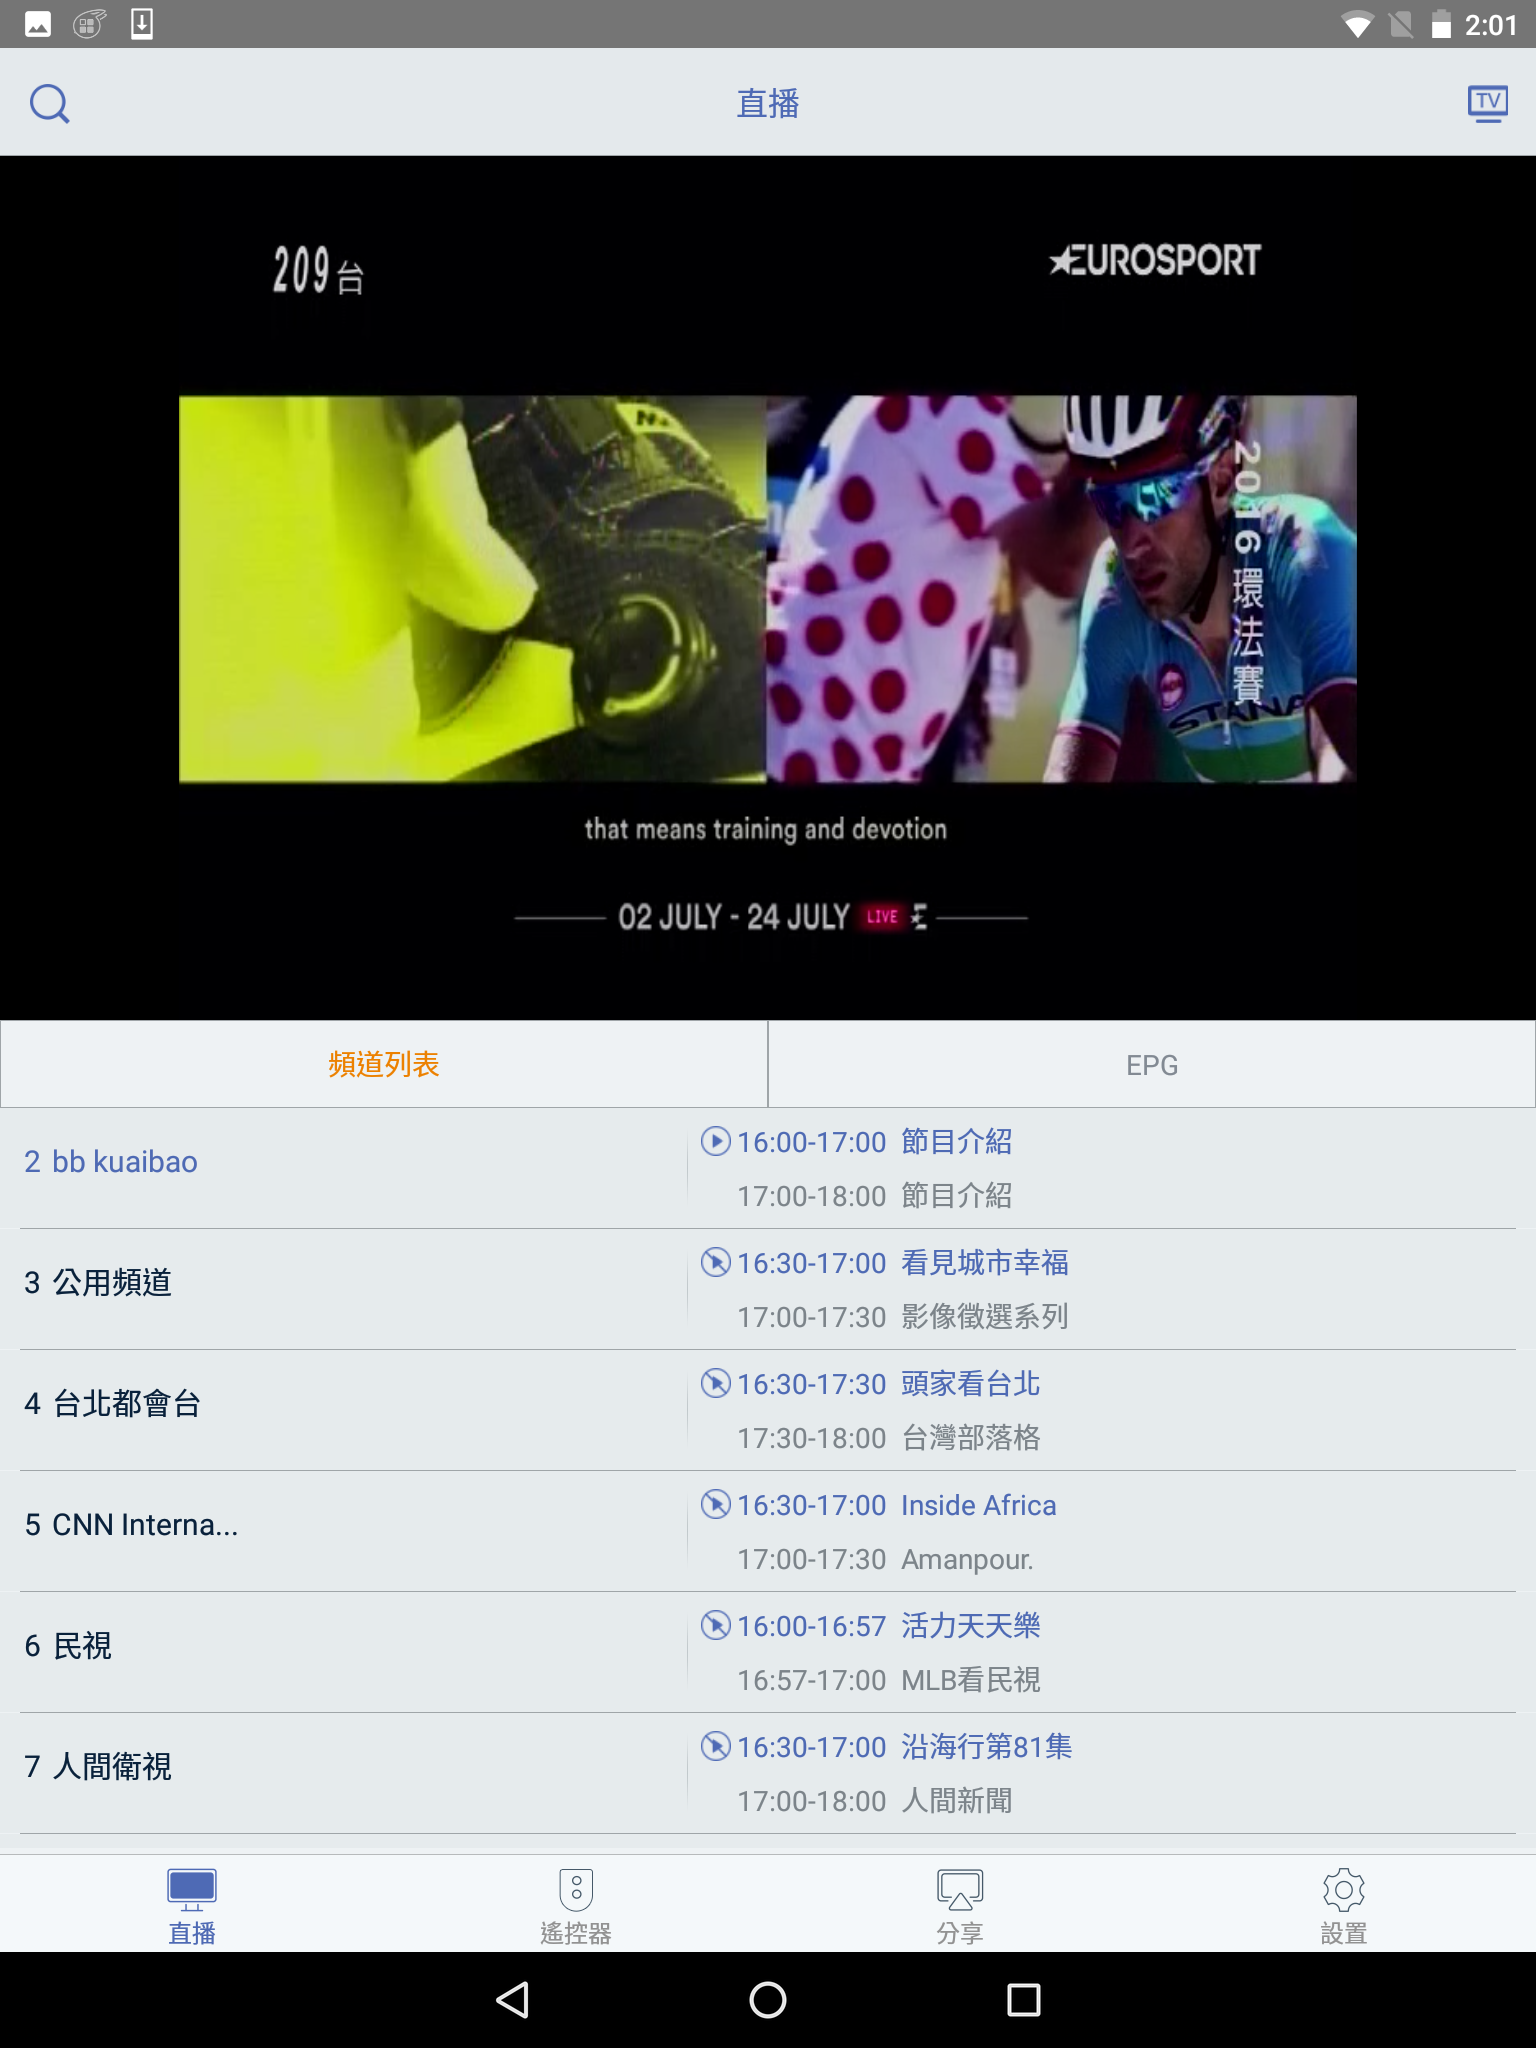 2:01
直播
TV
209台
EUROSPORT
2016環法賽
STANA
that means training and devotion
02 JULY - 24 JULY LIVE E
頻道列表
EPG
2 bb kuaibao
16:00-17:00 節目介紹
17:00-18:00 節目介紹
3 公用頻道
16:30-17:00 看見城市幸福
17:00-17:30 影像徵選系列
4 台北都會台
16:30-17:30 頭家看台北
17:30-18:00 台灣部落格
5 CNN Interna...
16:30-17:00 Inside Africa
17:00-17:30 Amanpour.
6 民視
16:00-16:57 活力天天樂
16:57-17:00 MLB看民視
7 人間衛視
16:30-17:00 沿海行第81集
17:00-18:00 人間新聞
直播
遙控器
分享
設置